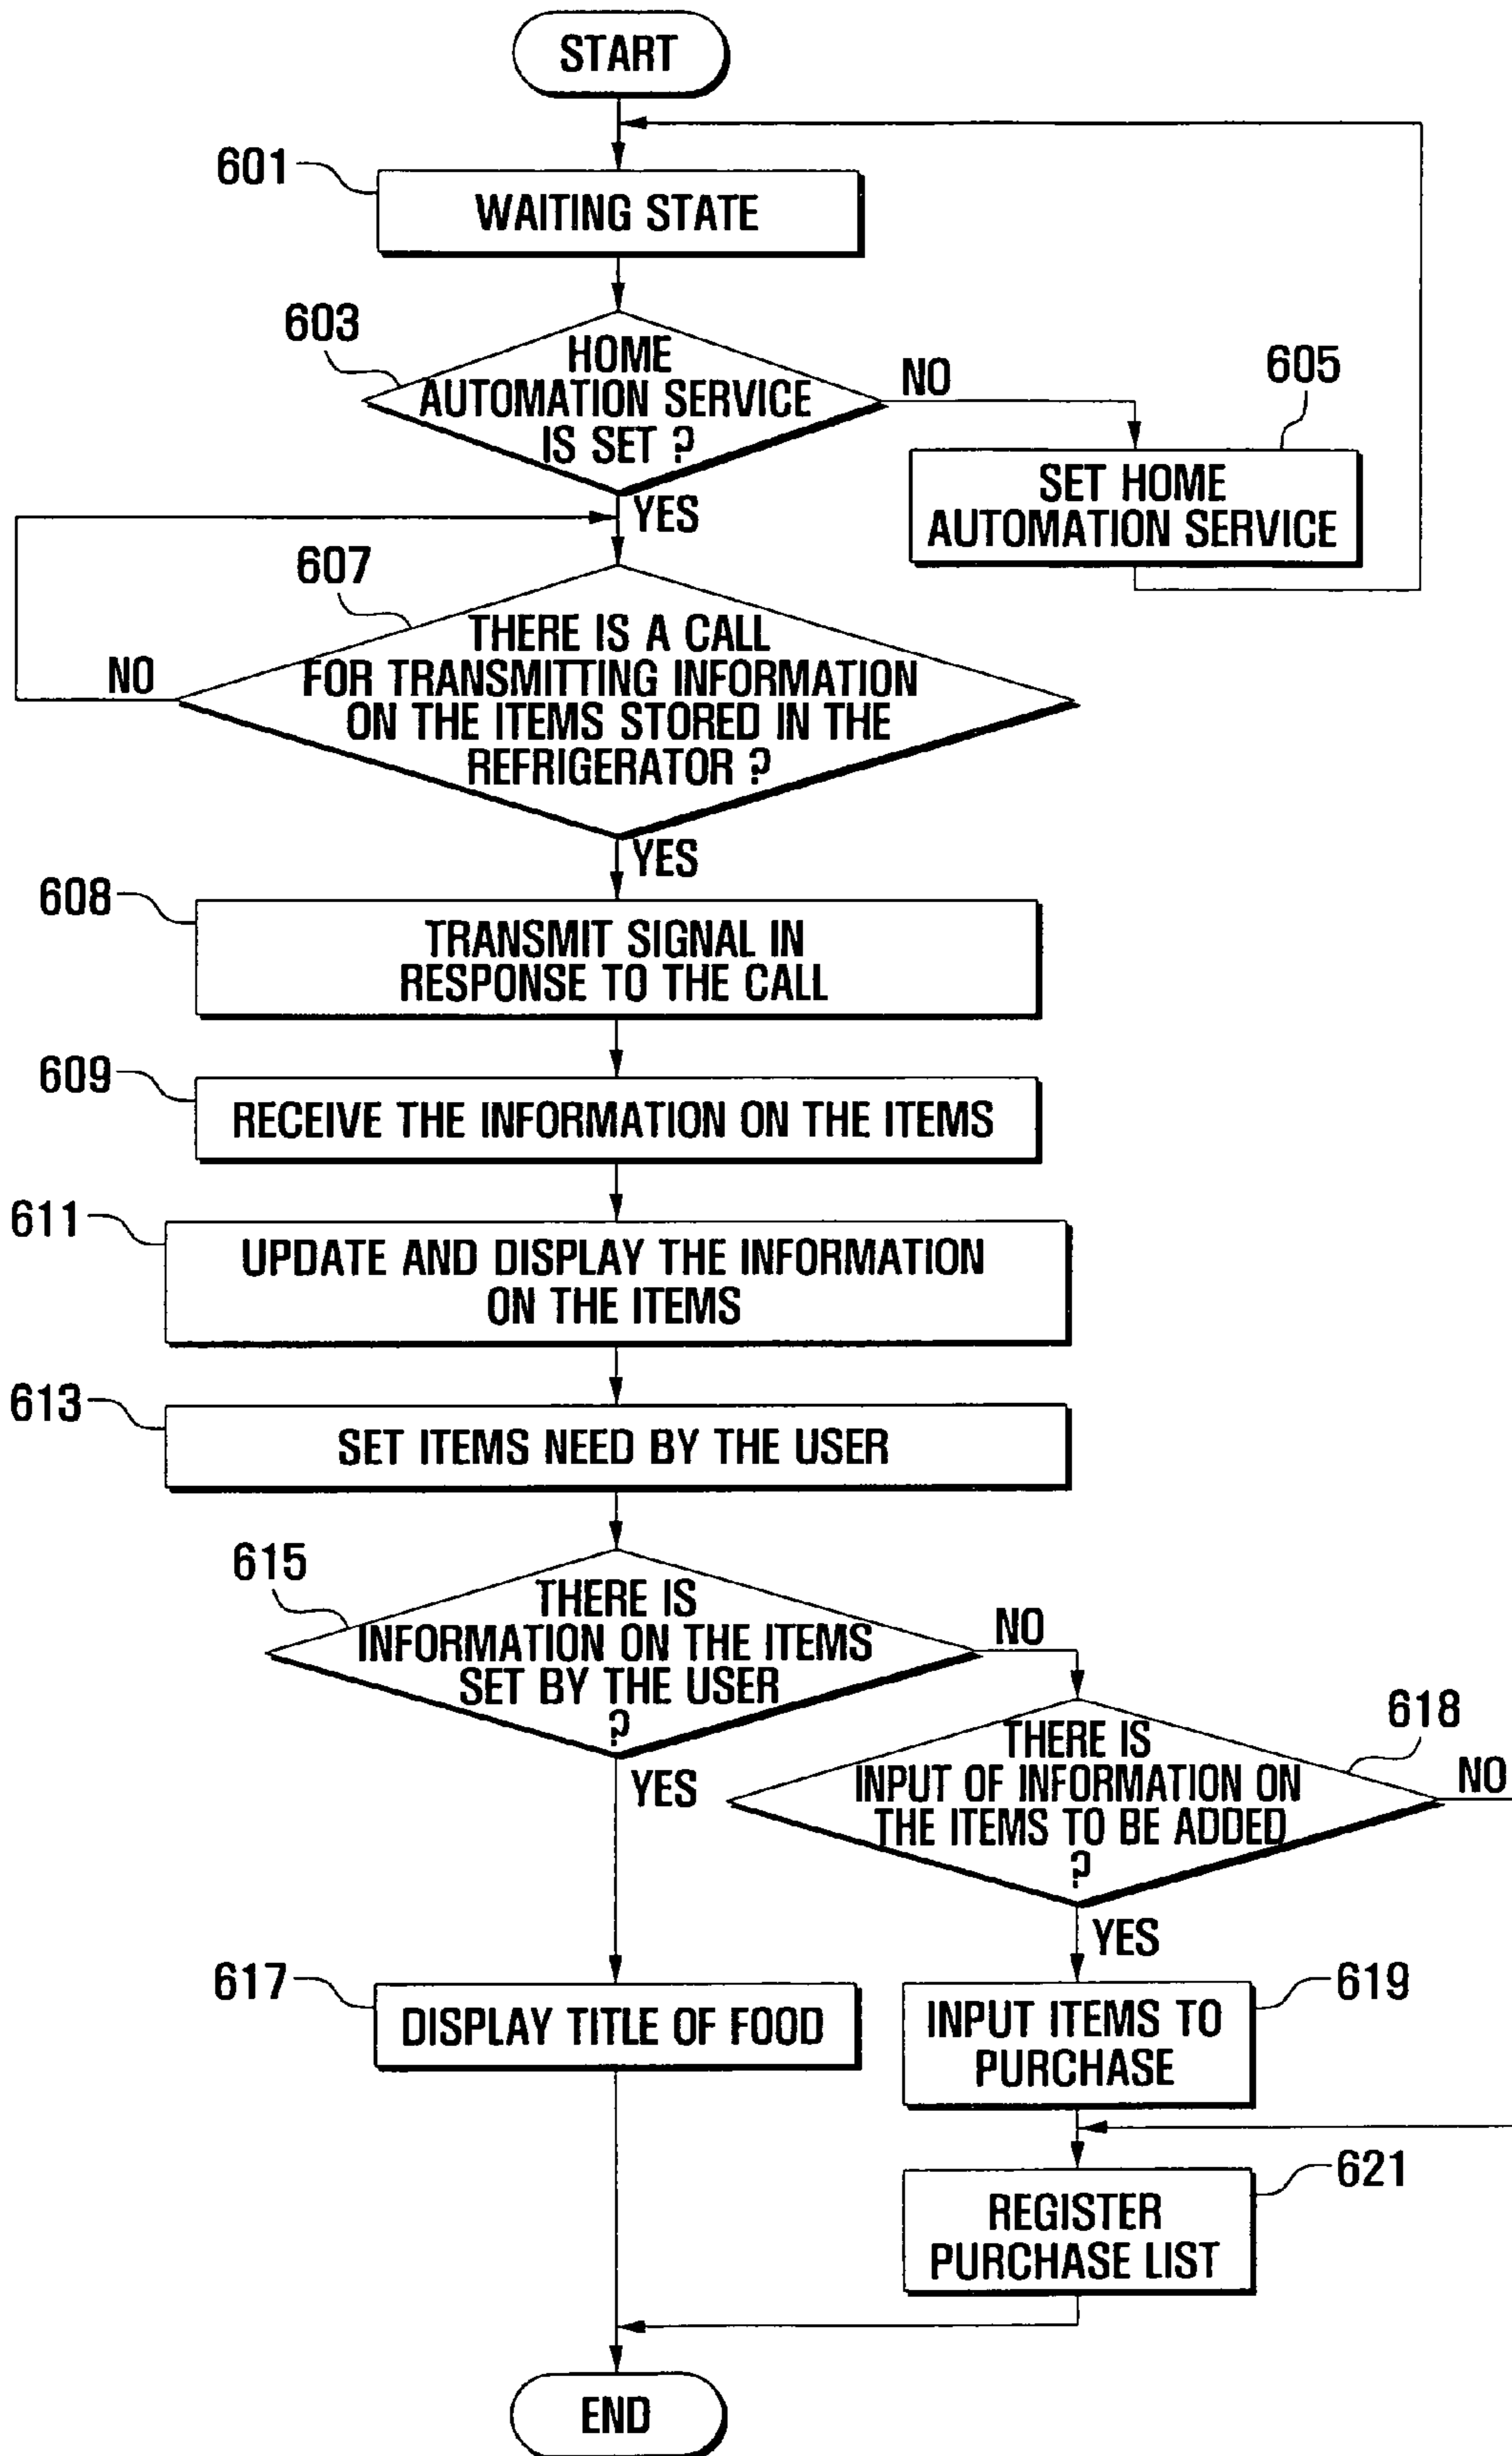 START
601
WAITING STATE
603
HOME
AUTOMATION SERVICE
IS SET ?
NO
605
SET HOME
AUTOMATION SERVICE
YES
607
THERE IS A CALL
FOR TRANSMITTING INFORMATION
ON THE ITEMS STORED IN THE
REFRIGERATOR ?
NO
YES
608
TRANSMIT SIGNAL IN
RESPONSE TO THE CALL
609
RECEIVE THE INFORMATION ON THE ITEMS
611
UPDATE AND DISPLAY THE INFORMATION
ON THE ITEMS
613
SET ITEMS NEED BY THE USER
615
THERE IS
INFORMATION ON THE ITEMS
SET BY THE USER
?
NO
YES
618
THERE IS
INPUT OF INFORMATION ON
THE ITEMS TO BE ADDED
?
NO
YES
617
DISPLAY TITLE OF FOOD
619
INPUT ITEMS TO
PURCHASE
621
REGISTER
PURCHASE LIST
END